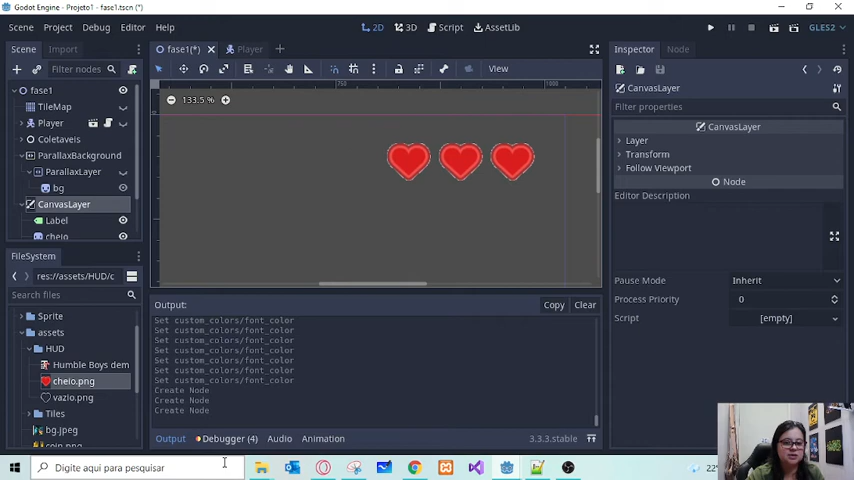 Godot Engine - Projeto1 - fase1.tscn (*)
Scene Project Debug Editor Help
2D 3D Script AssetLib
GLES2
Scene Import
fase1(*) Player
Inspector Node
Filter nodes
fase1
TileMap
Player
Coletaveis
ParallaxBackground
ParallaxLayer
bg
CanvasLayer
Label
cheio
View
133.5 %
750
1000
CanvasLayer
Filter properties
CanvasLayer
Layer
Transform
Follow Viewport
Node
Editor Description
Pause Mode Inherit
Process Priority 0
Script [empty]
FileSystem
res://assets/HUD/c
Search files
Sprite
assets
HUD
Humble Boys dem
cheio.png
vazio.png
Tiles
bg.jpeg
coin.png
Output:
Copy Clear
Set custom_colors/font_color
Set custom_colors/font_color
Set custom_colors/font_color
Set custom_colors/font_color
Set custom_colors/font_color
Set custom_colors/font_color
Set custom_colors/font_color
Create Node
Create Node
Create Node
Output Debugger (4) Audio Animation
3.3.3.stable
Digite aqui para pesquisar
22°